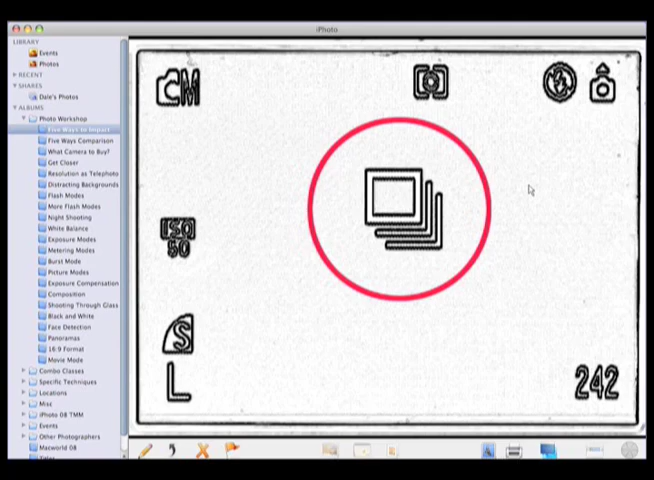 iPhoto
LIBRARY
Events
Photos
RECENT
SHARES
Dale's Photos
ALBUMS
Photo Workshop
Five Ways to Impact
Five Ways Comparison
What Camera to Buy?
Get Closer
Resolution as Telephoto
Distracting Backgrounds
Flash Modes
More Flash Modes
Night Shooting
White Balance
Exposure Modes
Metering Modes
Burst Mode
Picture Modes
Exposure Compensation
Composition
Shooting Through Glass
Black and White
Face Detection
Panoramas
16:9 Format
Movie Mode
Combo Classes
Specific Techniques
Locations
Misc
iPhoto 08 TMM
Events
Other Photographers
Macworld 08
CM
ISO
50
S
L
242